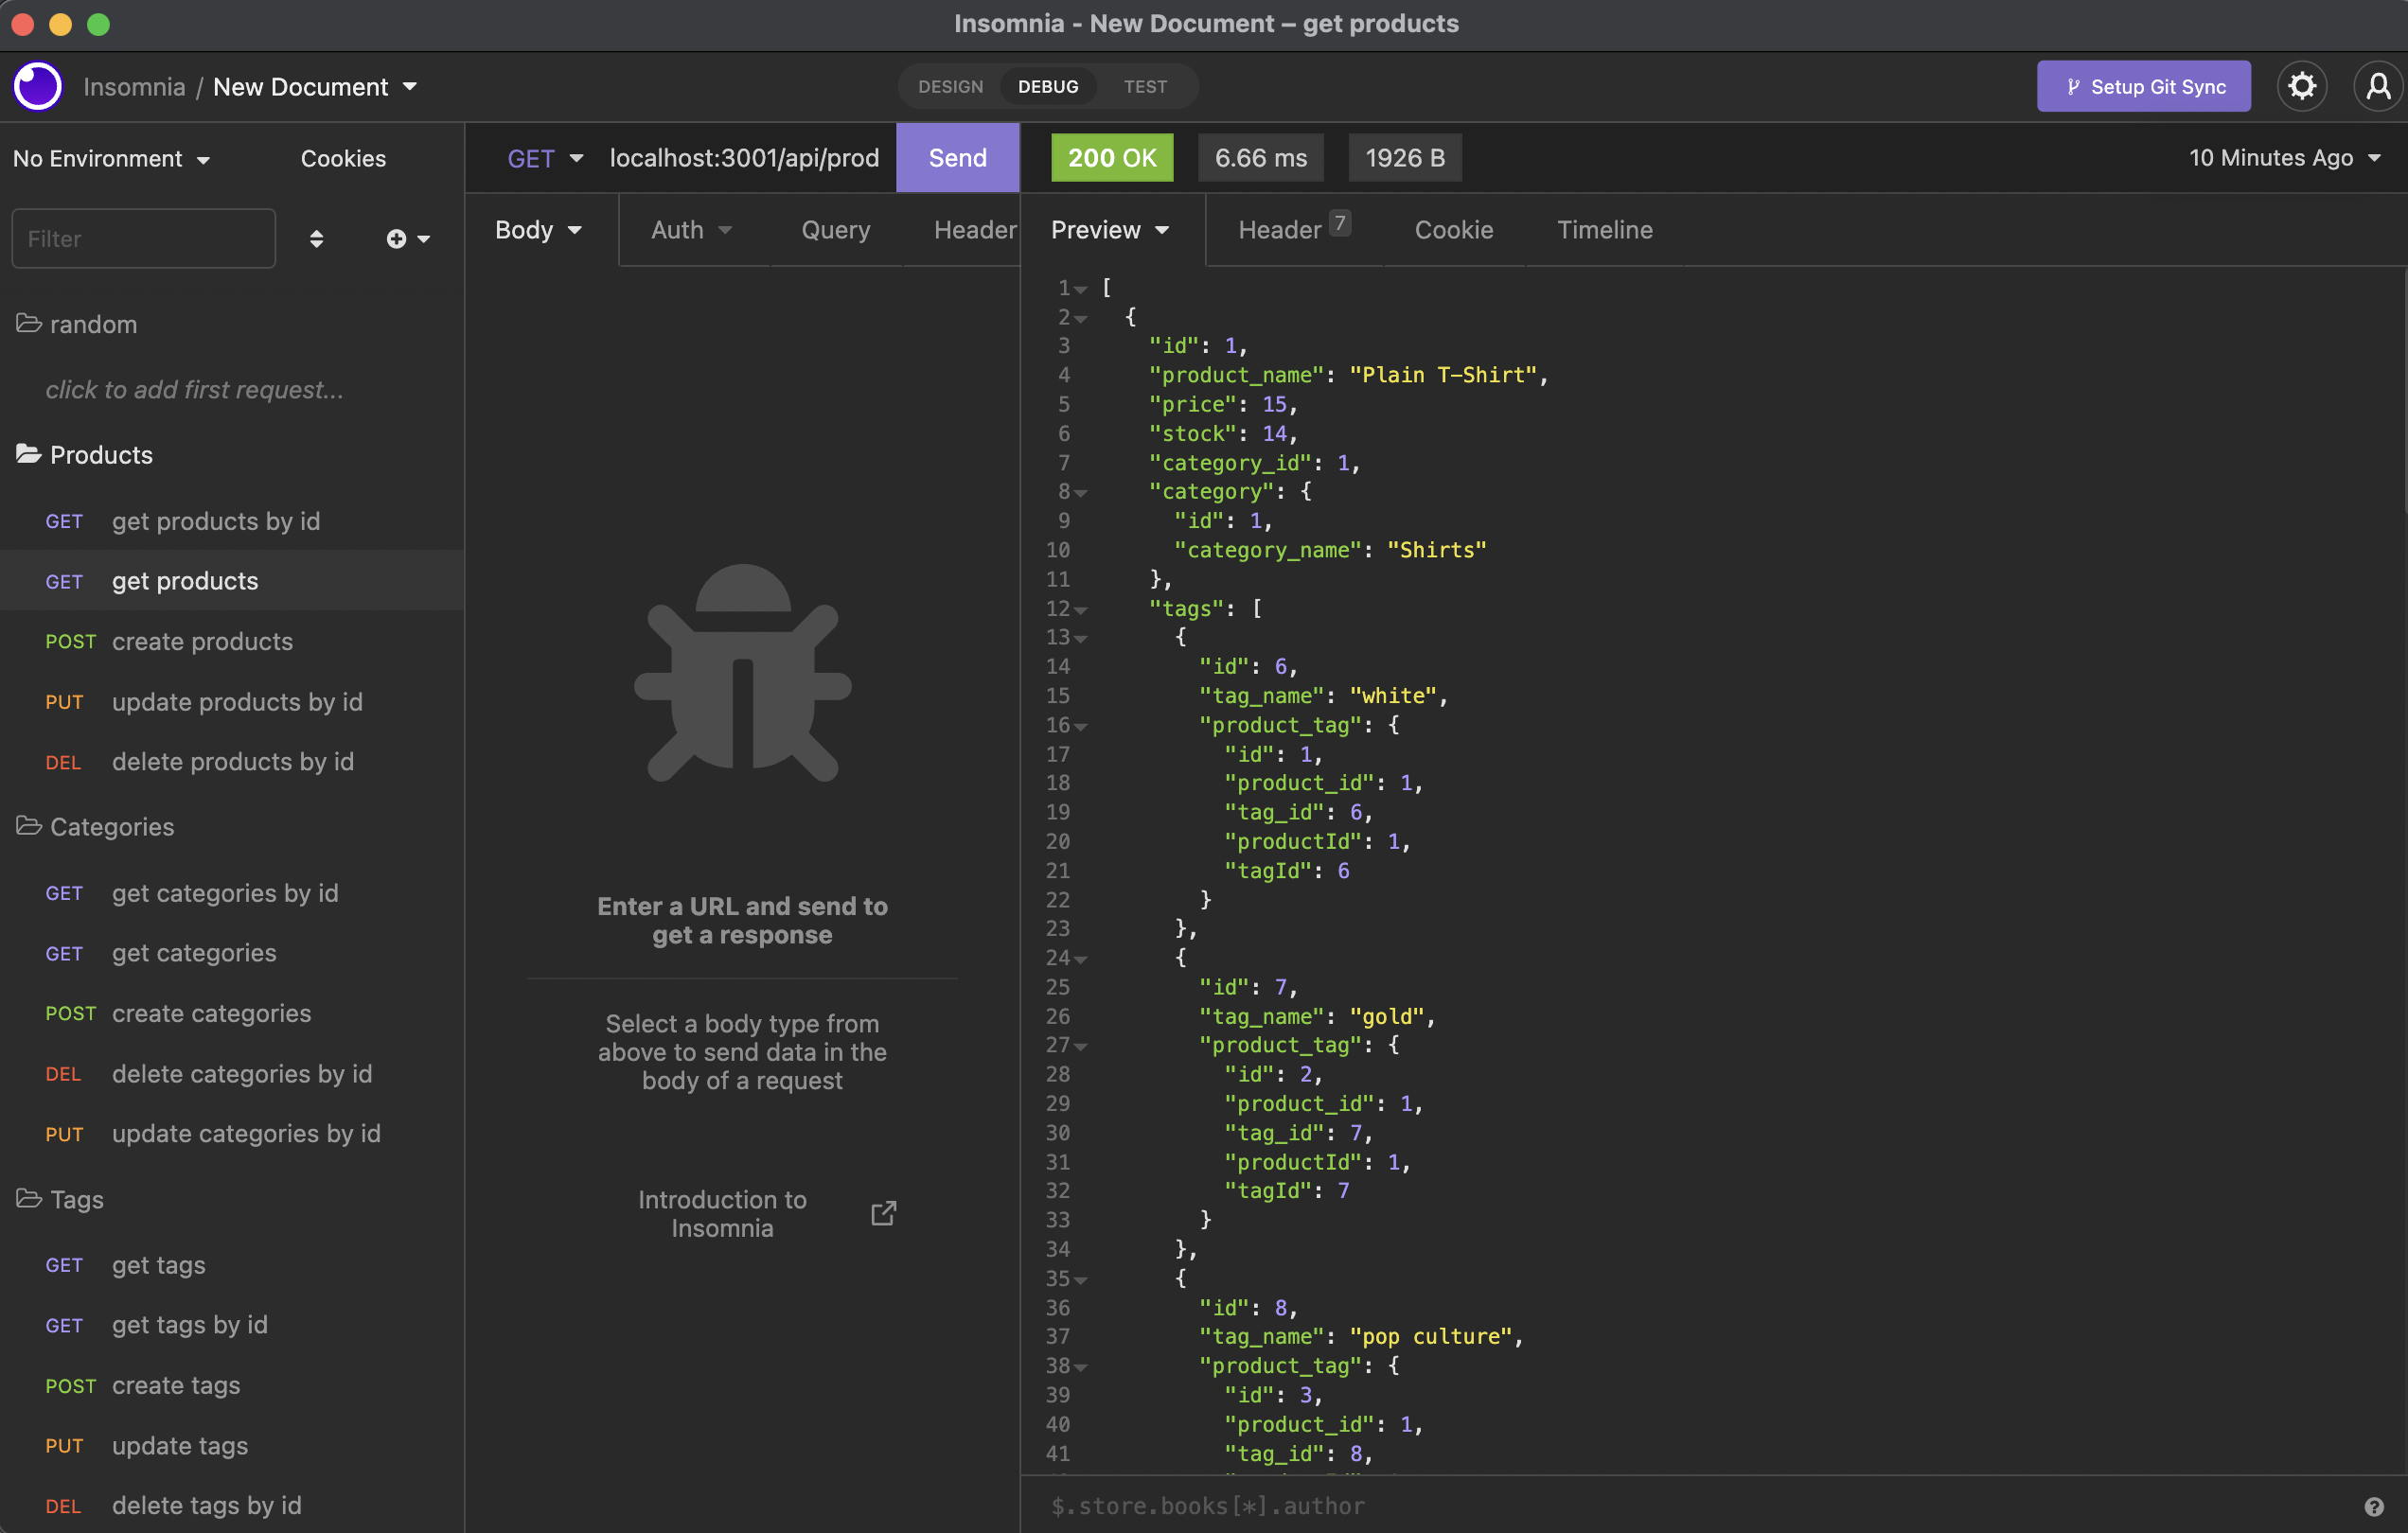 Insomnia - New Document – get products
Insomnia / New Document
DESIGN DEBUG TEST
Setup Git Sync
No Environment Cookies
GET localhost:3001/api/prod Send
200 OK 6.66 ms 1926 B 10 Minutes Ago
Filter
Body Auth Query Header
Preview Header 7 Cookie Timeline
random
click to add first request...
Products
GET get products by id
GET get products
POST create products
PUT update products by id
DEL delete products by id
Categories
GET get categories by id
GET get categories
POST create categories
DEL delete categories by id
PUT update categories by id
Tags
GET get tags
GET get tags by id
POST create tags
PUT update tags
DEL delete tags by id
Enter a URL and send to
get a response
Select a body type from
above to send data in the
body of a request
Introduction to
Insomnia
1 [
2 {
3 "id": 1,
4 "product_name": "Plain T-Shirt",
5 "price": 15,
6 "stock": 14,
7 "category_id": 1,
8 "category": {
9 "id": 1,
10 "category_name": "Shirts"
11 },
12 "tags": [
13 {
14 "id": 6,
15 "tag_name": "white",
16 "product_tag": {
17 "id": 1,
18 "product_id": 1,
19 "tag_id": 6,
20 "productId": 1,
21 "tagId": 6
22 }
23 },
24 {
25 "id": 7,
26 "tag_name": "gold",
27 "product_tag": {
28 "id": 2,
29 "product_id": 1,
30 "tag_id": 7,
31 "productId": 1,
32 "tagId": 7
33 }
34 },
35 {
36 "id": 8,
37 "tag_name": "pop culture",
38 "product_tag": {
39 "id": 3,
40 "product_id": 1,
41 "tag_id": 8,
$.store.books[*].author